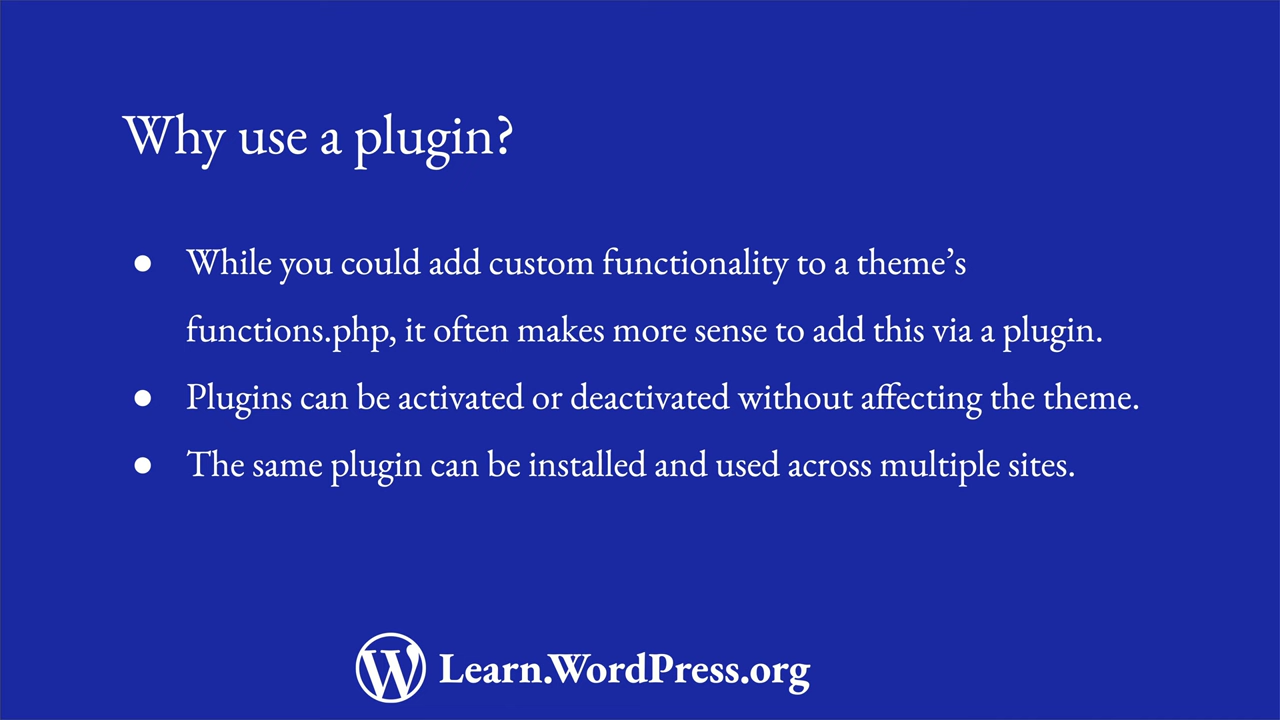 Why use a plugin?
● While you could add custom functionality to a theme’s
functions.php, it often makes more sense to add this via a plugin.
● Plugins can be activated or deactivated without affecting the theme.
● The same plugin can be installed and used across multiple sites.
Learn.WordPress.org